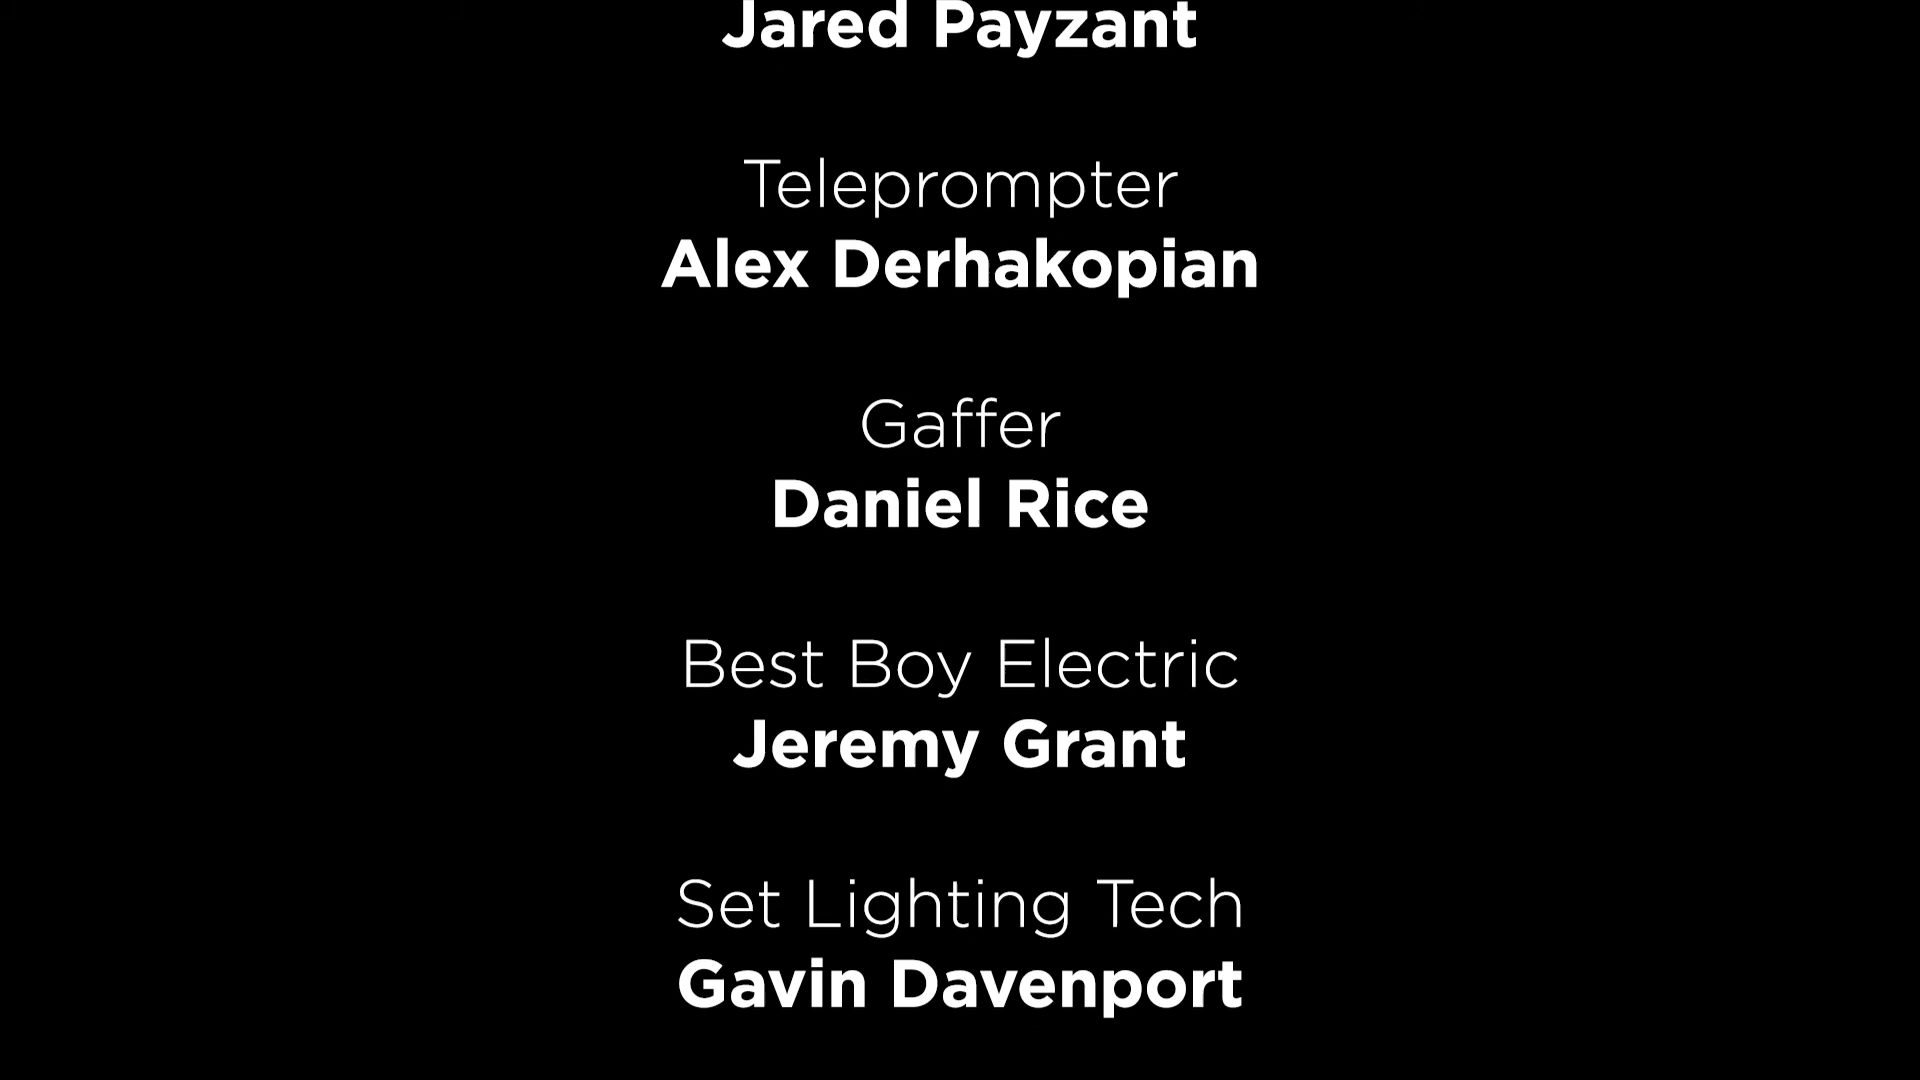 Jared Payzant
Teleprompter
Alex Derhakopian
Gaffer
Daniel Rice
Best Boy Electric
Jeremy Grant
Set Lighting Tech
Gavin Davenport